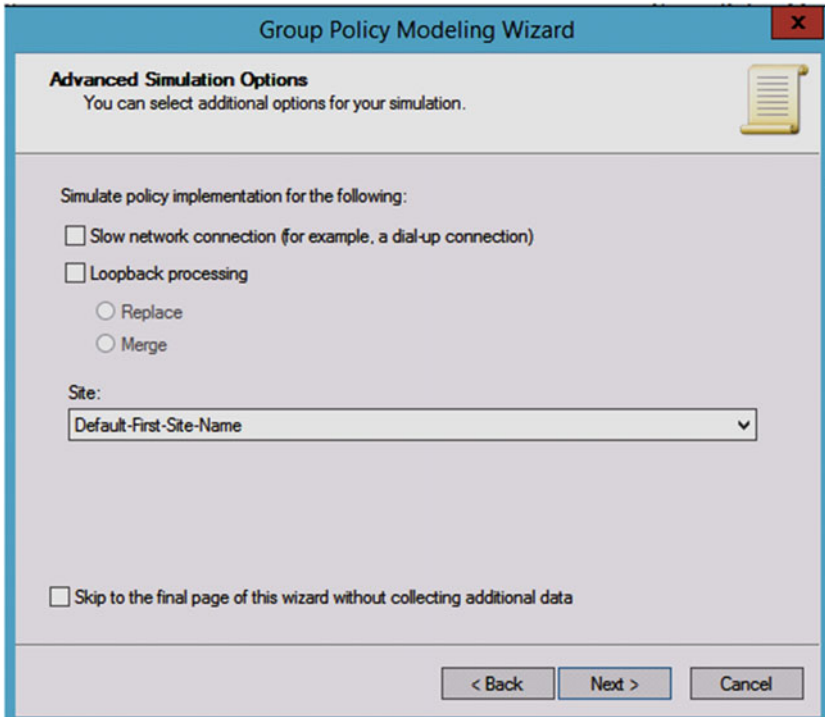 Group Policy Modeling Wizard
x
Advanced Simulation Options
You can select additional options for your simulation.
Simulate policy implementation for the following:
Slow network connection (for example, a dial-up connection)
Loopback processing
Replace
Merge
Site:
Default-First-Site-Name
Skip to the final page of this wizard without collecting additional data
< Back Next > Cancel